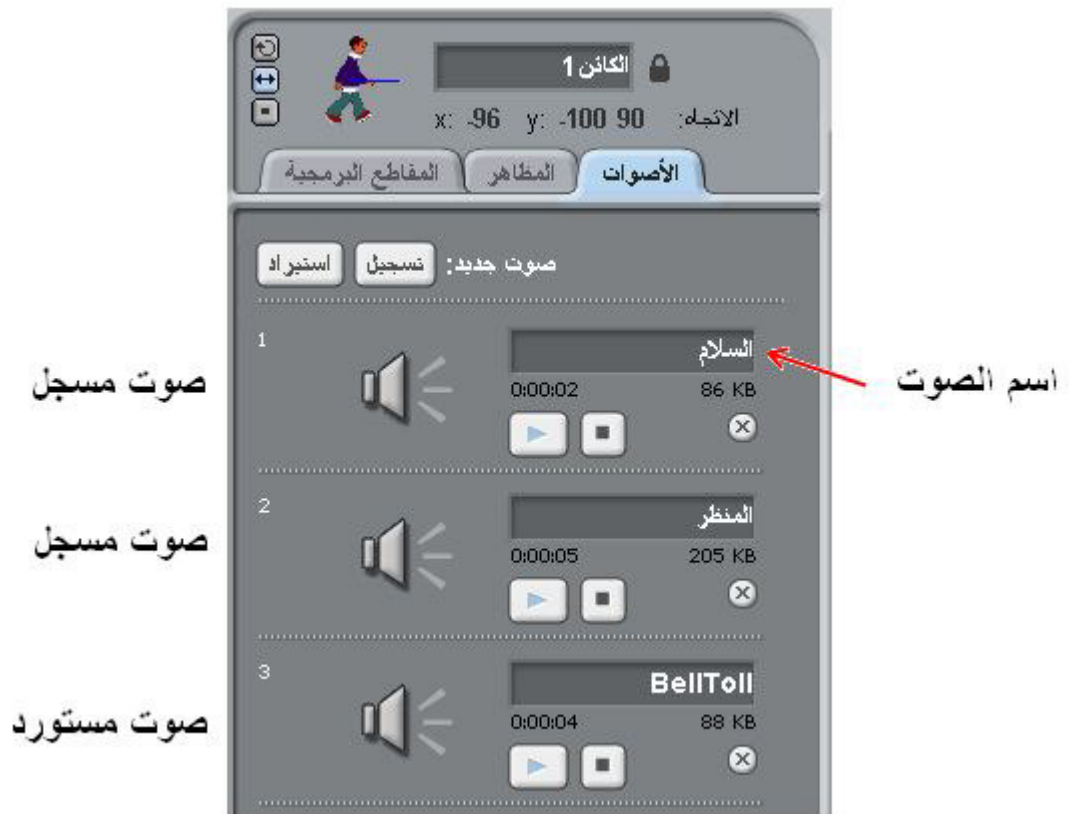 الكائن 1
x: -96 y: -100 90 الاتجاه:
الأصوات المظاهر المقاطع البرمجية
صوت جديد: تسجيل استيراد
1
السلام
اسم الصوت
صوت مسجل
0:00:02 86 KB
2
المنظر
صوت مسجل
0:00:05 205 KB
3
BellToll
صوت مستورد
0:00:04 88 KB